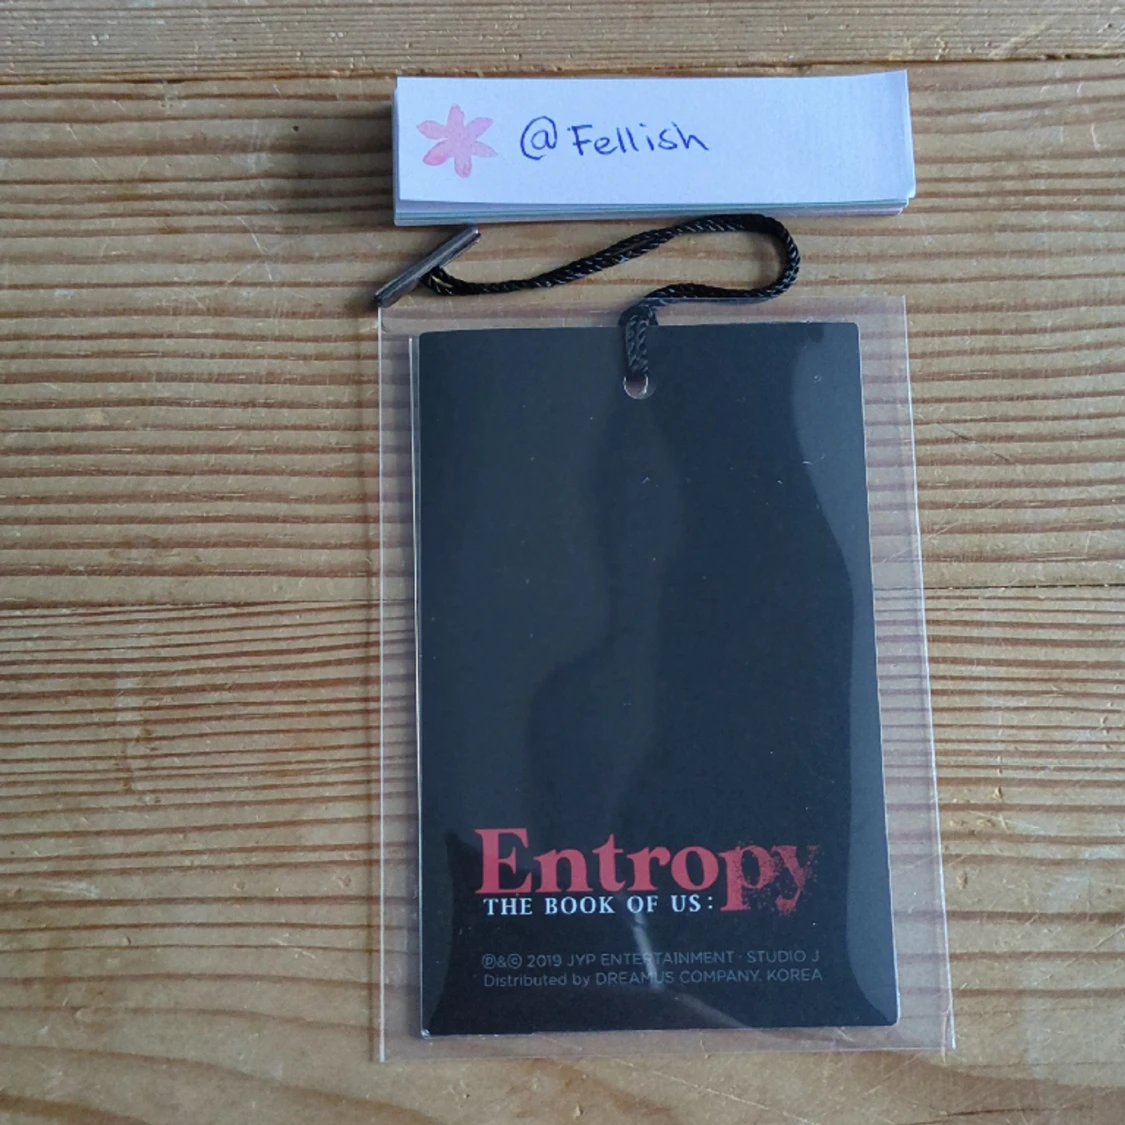 @Fellish
Entropy
THE BOOK OF US:
℗&© 2019 JYP ENTERTAINMENT · STUDIO J
Distributed by DREAMUS COMPANY. KOREA